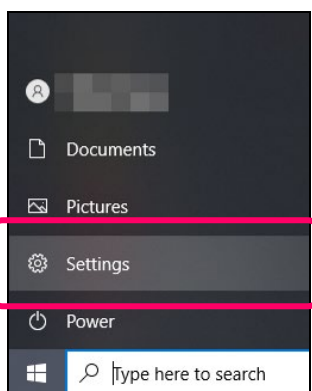 Documents
Pictures
Settings
Power
Type here to search